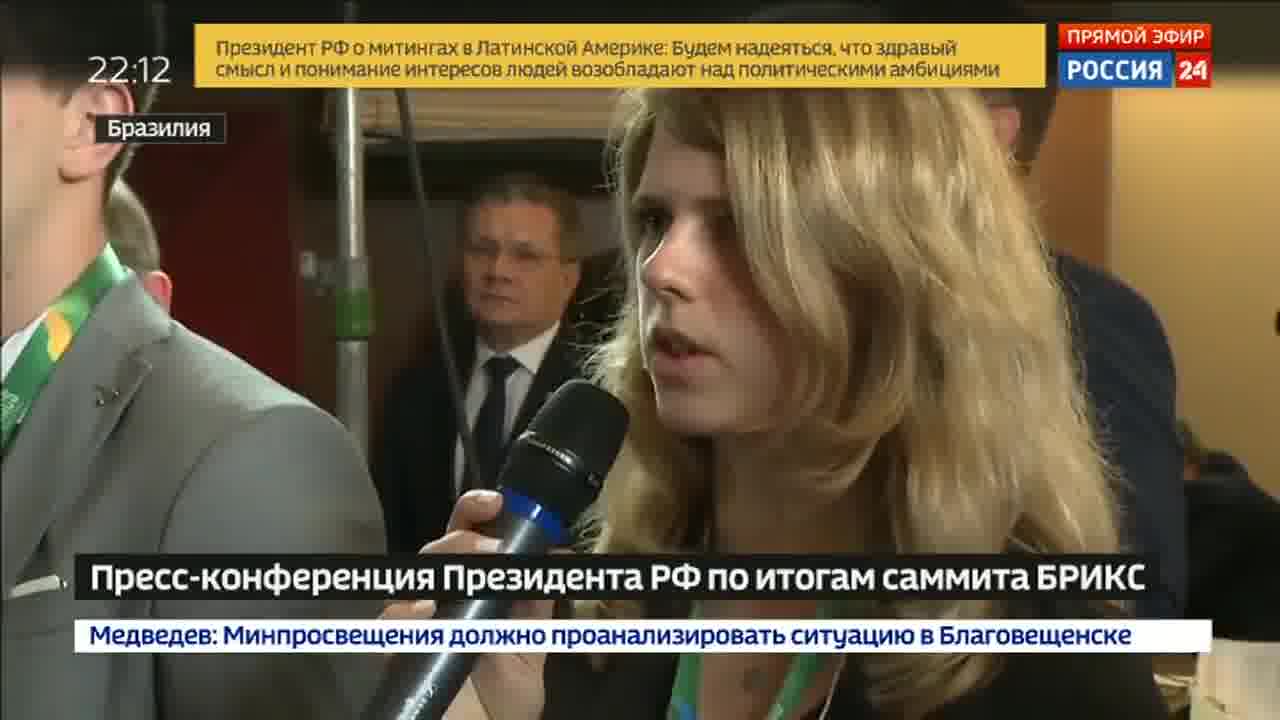 22:12
Президент РФ о митингах в Латинской Америке: Будем надеяться, что здравый
смысл и понимание интересов людей возобладают над политическими амбициями
ПРЯМОЙ ЭФИР
РОССИЯ 24
Бразилия
Пресс-конференция Президента РФ по итогам саммита БРИКС
Медведев: Минпросвещения должно проанализировать ситуацию в Благовещенске